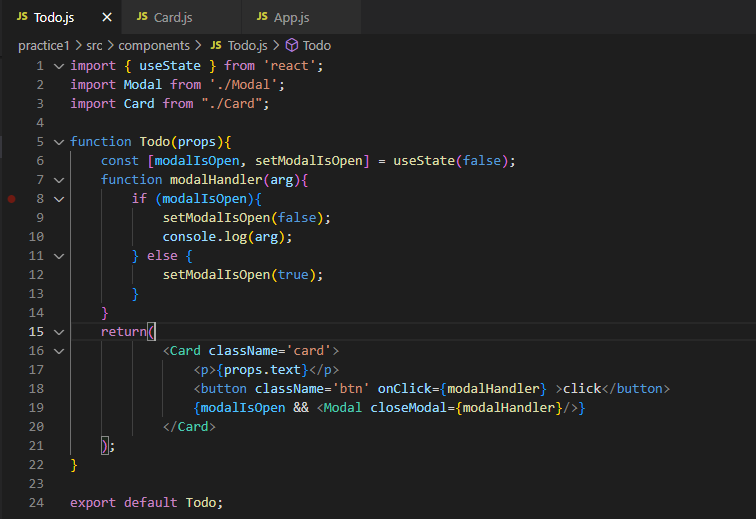 JS Todo.js × JS Card.js JS App.js
practice1 > src > components > JS Todo.js > Todo
1 import { useState } from 'react';
2 import Modal from './Modal';
3 import Card from "./Card";
4
5 function Todo(props){
6 const [modalIsOpen, setModalIsOpen] = useState(false);
7 function modalHandler(arg){
8 if (modalIsOpen){
9 setModalIsOpen(false);
10 console.log(arg);
11 } else {
12 setModalIsOpen(true);
13 }
14 }
15 return(
16 <Card className='card'>
17 <p>{props.text}</p>
18 <button className='btn' onClick={modalHandler} >click</button>
19 {modalIsOpen && <Modal closeModal={modalHandler}/>}
20 </Card>
21 );
22 }
23
24 export default Todo;